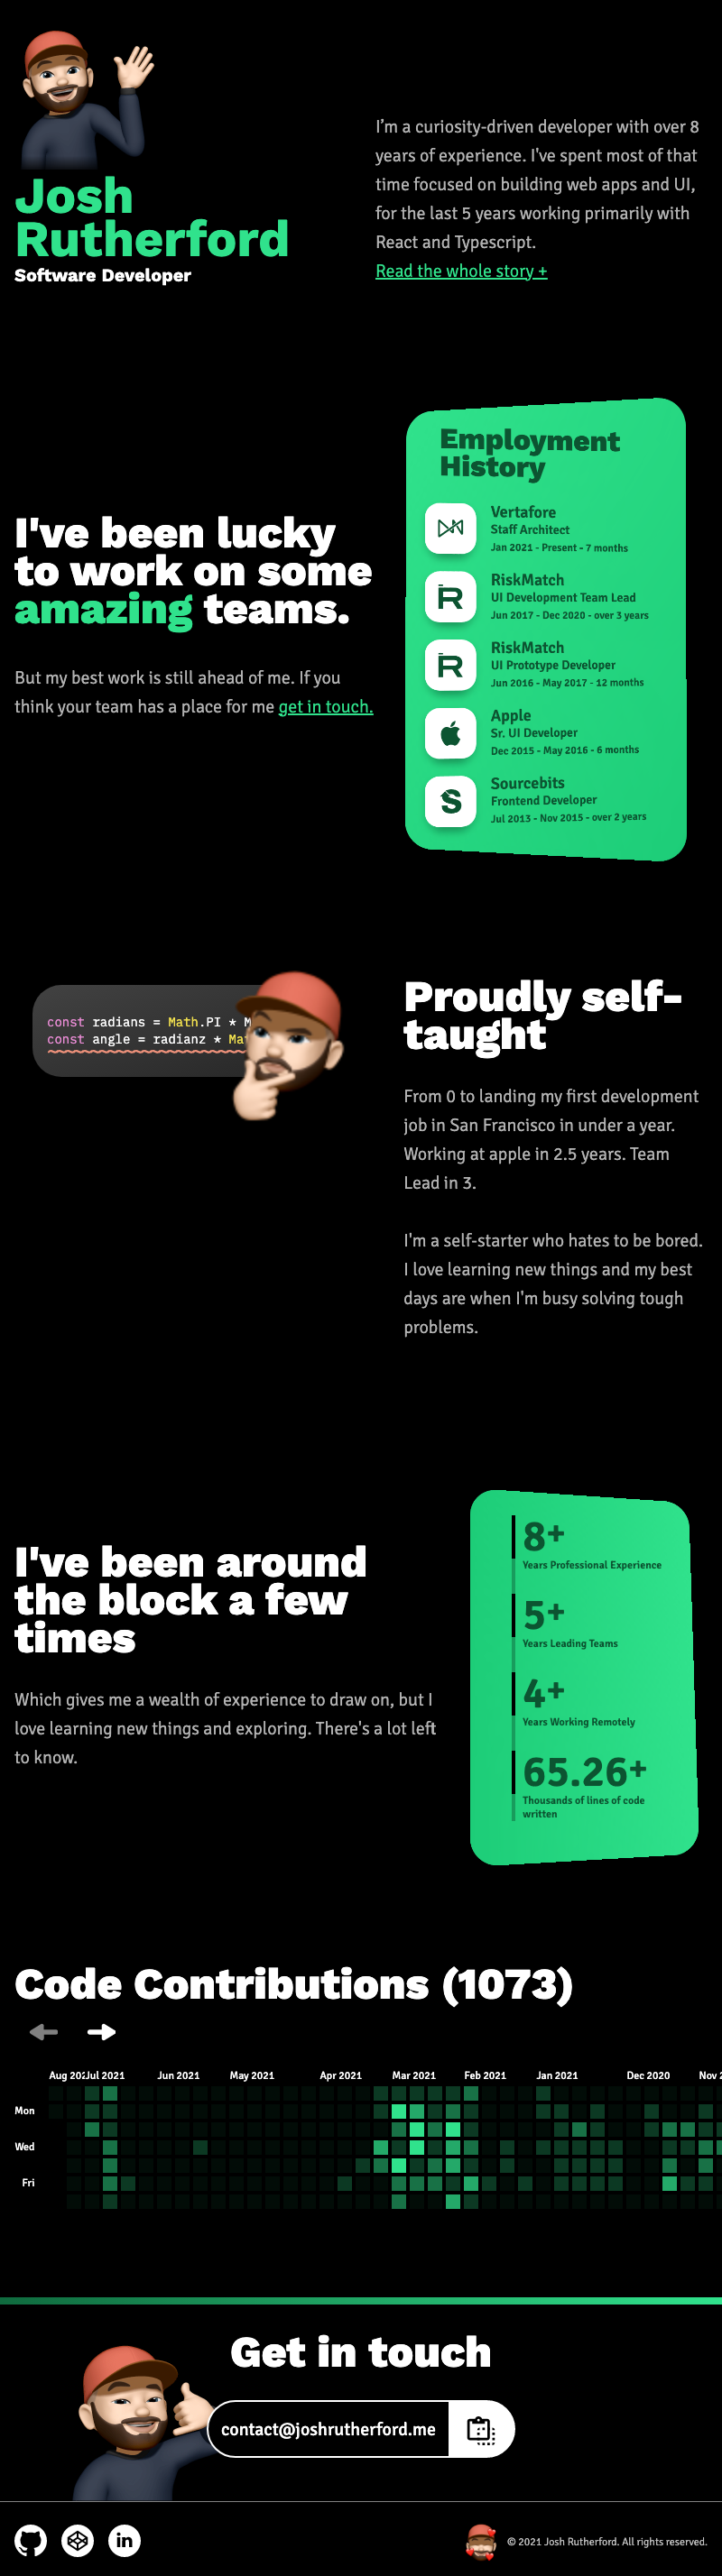 Josh
Rutherford
Software Developer
I'm a curiosity-driven developer with over 8
years of experience. I've spent most of that
time focused on building web apps and UI,
for the last 5 years working primarily with
React and Typescript.
Read the whole story +
I've been lucky
to work on some
amazing teams.
But my best work is still ahead of me. If you
think your team has a place for me get in touch.
Employment
History
Vertafore
Staff Architect
Jan 2021 - Present - 7 months
RiskMatch
UI Development Team Lead
Jun 2017 - Dec 2020 - over 3 years
RiskMatch
UI Prototype Developer
Jun 2016 - May 2017 - 12 months
Apple
Sr. UI Developer
Dec 2015 - May 2016 - 6 months
Sourcebits
Frontend Developer
Jul 2013 - Nov 2015 - over 2 years
const radians = Math.PI * M
const angle = radianz * Ma
Proudly self-
taught
From 0 to landing my first development
job in San Francisco in under a year.
Working at apple in 2.5 years. Team
Lead in 3.
I'm a self-starter who hates to be bored.
I love learning new things and my best
days are when I'm busy solving tough
problems.
I've been around
the block a few
times
Which gives me a wealth of experience to draw on, but I
love learning new things and exploring. There's a lot left
to know.
8+
Years Professional Experience
5+
Years Leading Teams
4+
Years Working Remotely
65.26+
Thousands of lines of code
written
Code Contributions (1073)
Aug 202 Jul 2021 Jun 2021 May 2021 Apr 2021 Mar 2021 Feb 2021 Jan 2021 Dec 2020 Nov 2
Mon
Wed
Fri
Get in touch
contact@joshrutherford.me
in
© 2021 Josh Rutherford. All rights reserved.